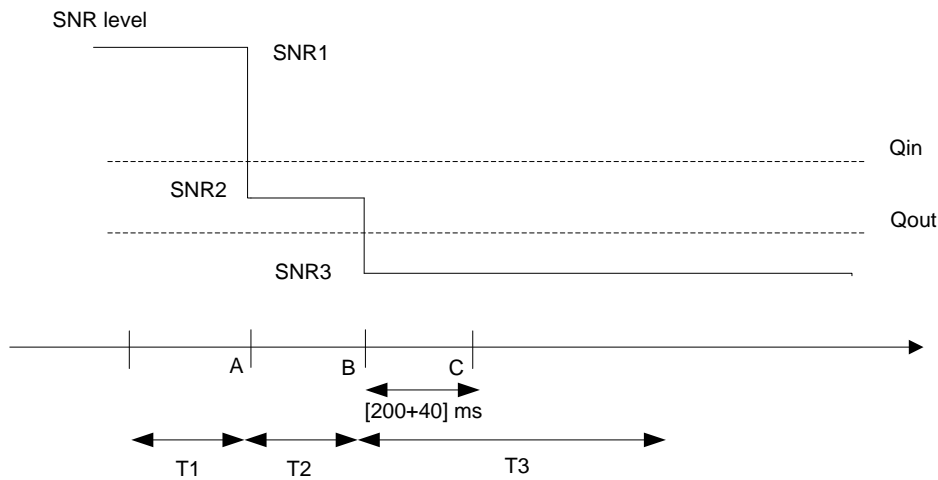 SNR level
SNR1
Qin
SNR2
Qout
SNR3
A
B
C
[200+40] ms
T1
T2
T3